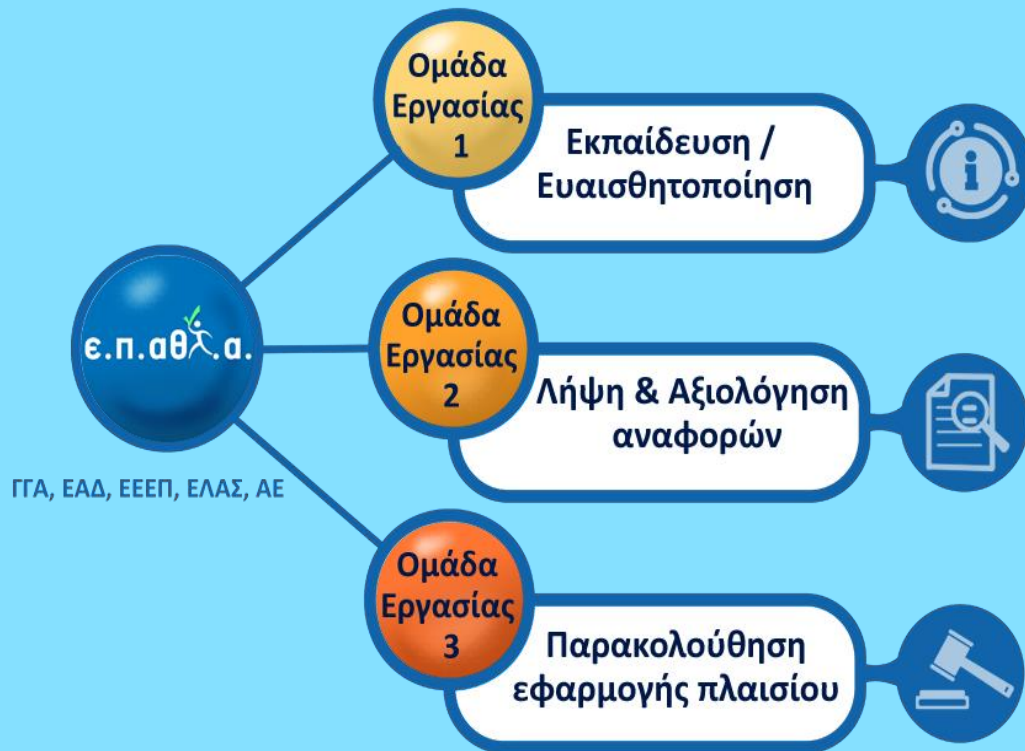 Ομάδα
Εργασίας
1
Εκπαίδευση /
Ευαισθητοποίηση
ε.π.αθλ.α.
ΓΓΑ, ΕΑΔ, ΕΕΕΠ, ΕΛΑΣ, ΑΕ
Ομάδα
Εργασίας
2
Λήψη & Αξιολόγηση
αναφορών
Ομάδα
Εργασίας
3
Παρακολούθηση
εφαρμογής πλαισίου